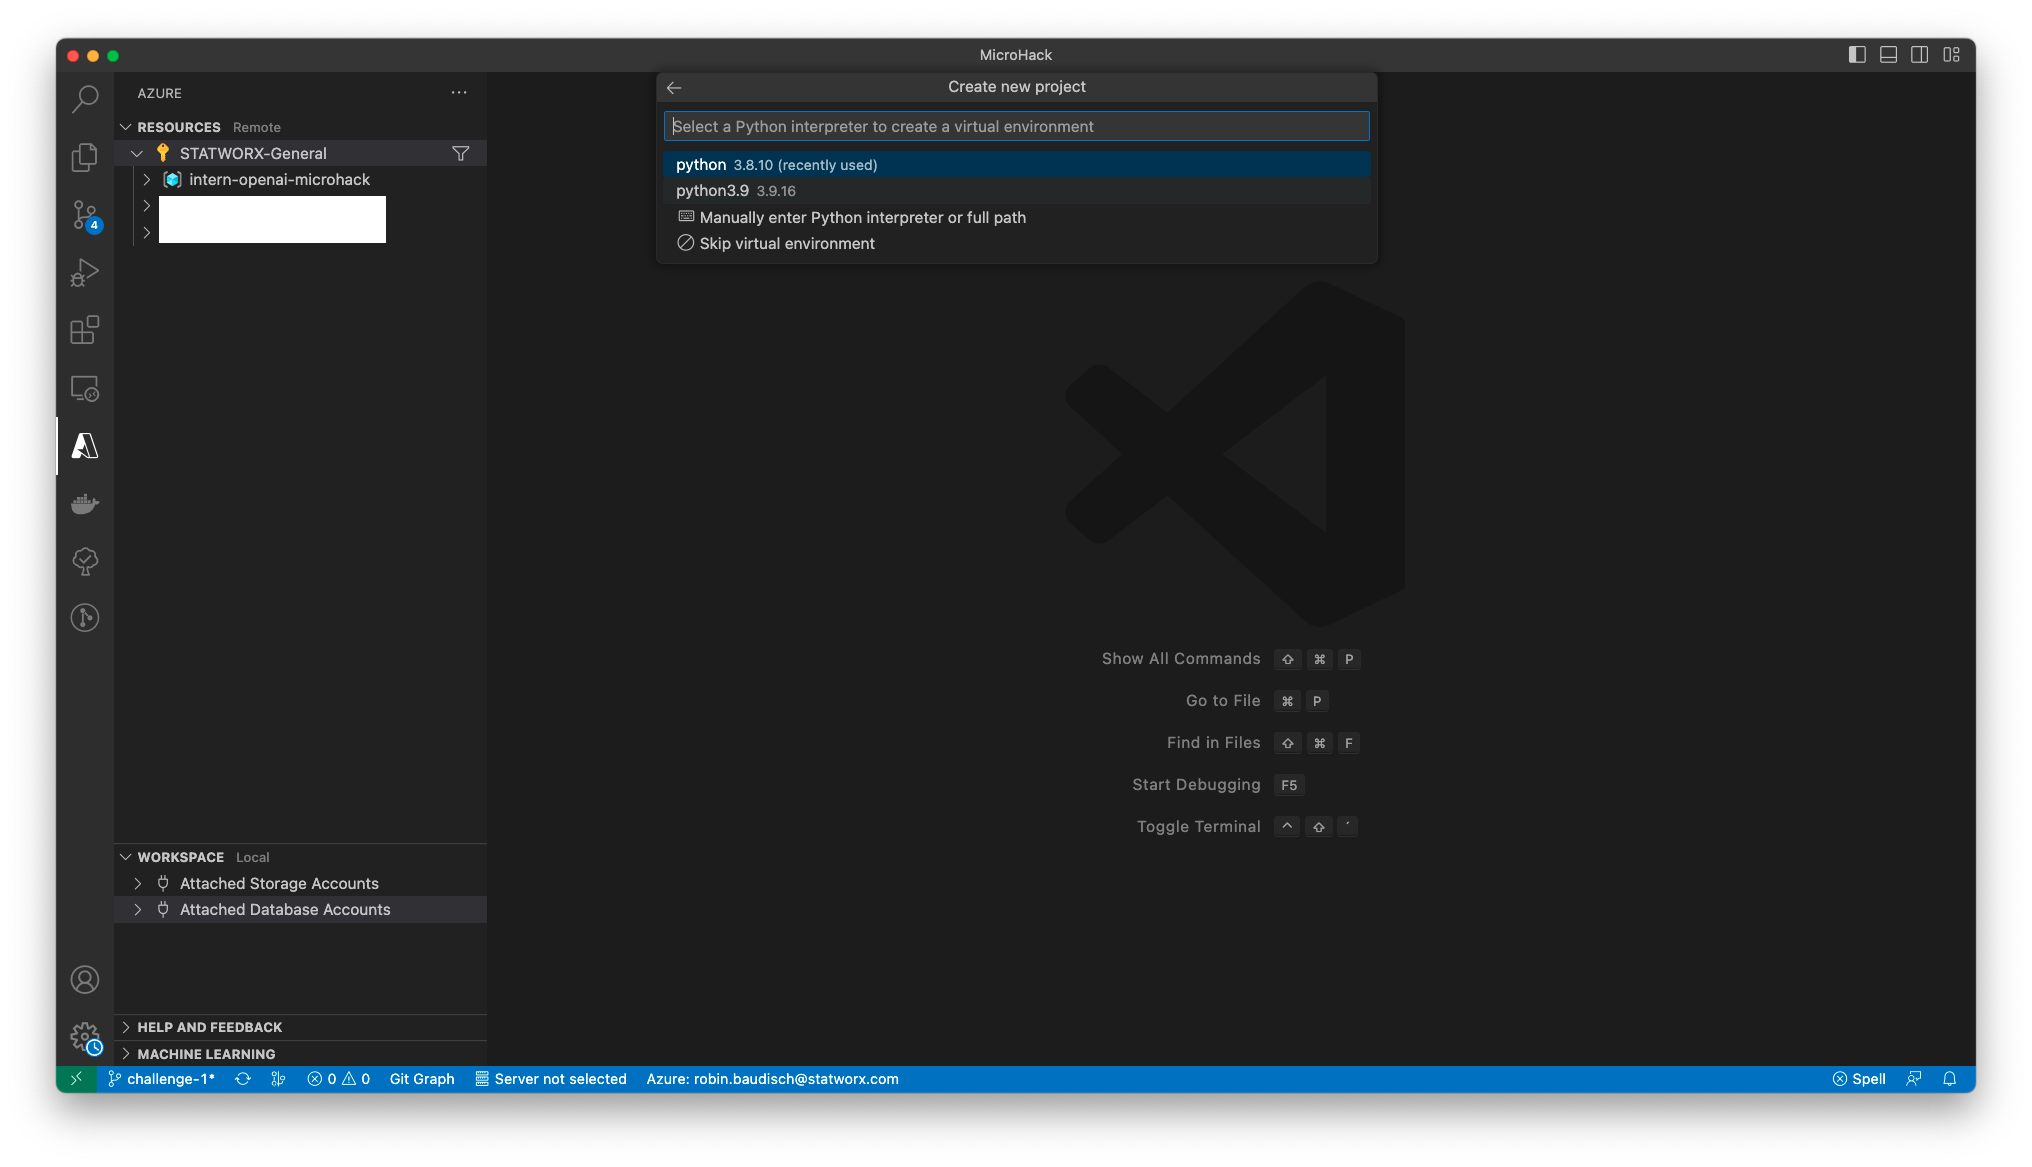 MicroHack
AZURE
RESOURCES Remote
STATWORX-General
intern-openai-microhack
4
Create new project
Select a Python interpreter to create a virtual environment
python 3.8.10 (recently used)
python3.9 3.9.16
Manually enter Python interpreter or full path
Skip virtual environment
Show All Commands ⇧ ⌘ P
Go to File ⌘ P
Find in Files ⇧ ⌘ F
Start Debugging F5
Toggle Terminal ^ ⇧ ´
WORKSPACE Local
Attached Storage Accounts
Attached Database Accounts
HELP AND FEEDBACK
MACHINE LEARNING
challenge-1* 0 0 Git Graph Server not selected Azure: robin.baudisch@statworx.com Spell